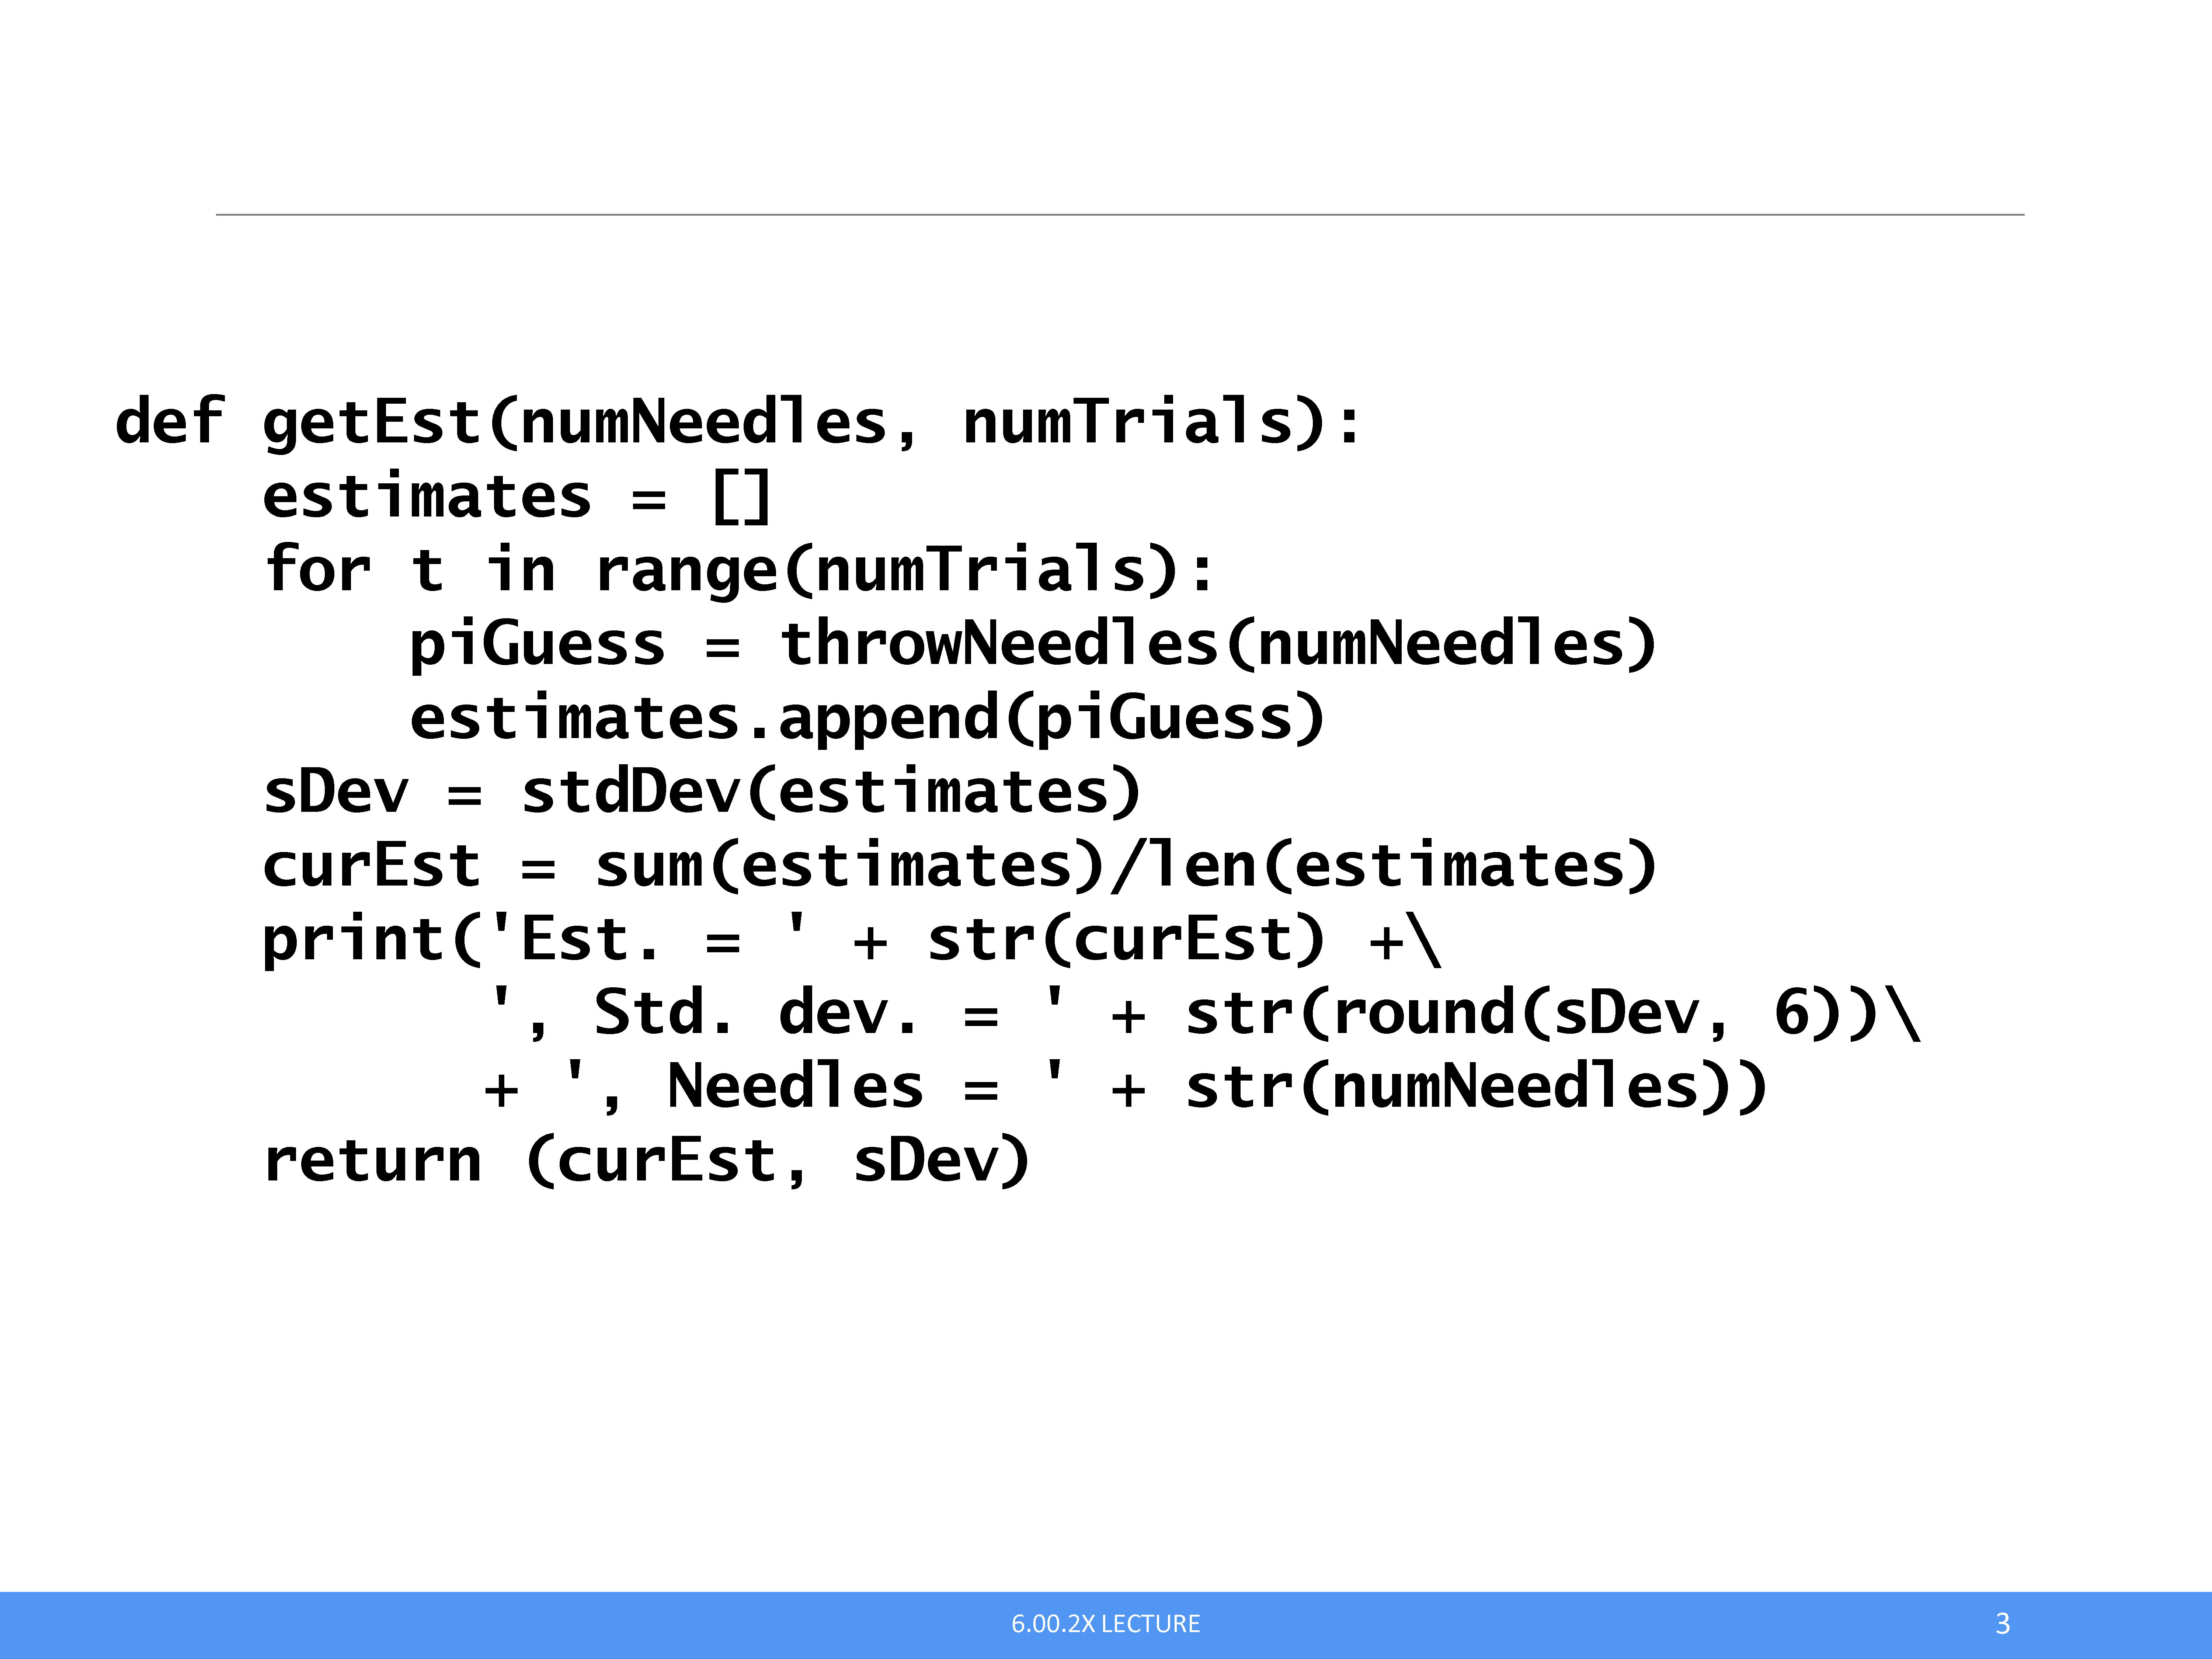 def getEst(numNeedles, numTrials):
    estimates = []
    for t in range(numTrials):
        piGuess = throwNeedles(numNeedles)
        estimates.append(piGuess)
    sDev = stdDev(estimates)
    curEst = sum(estimates)/len(estimates)
    print('Est. = ' + str(curEst) +\
          ', Std. dev. = ' + str(round(sDev, 6))\
          + ', Needles = ' + str(numNeedles))
    return (curEst, sDev)
6.00.2X LECTURE
3